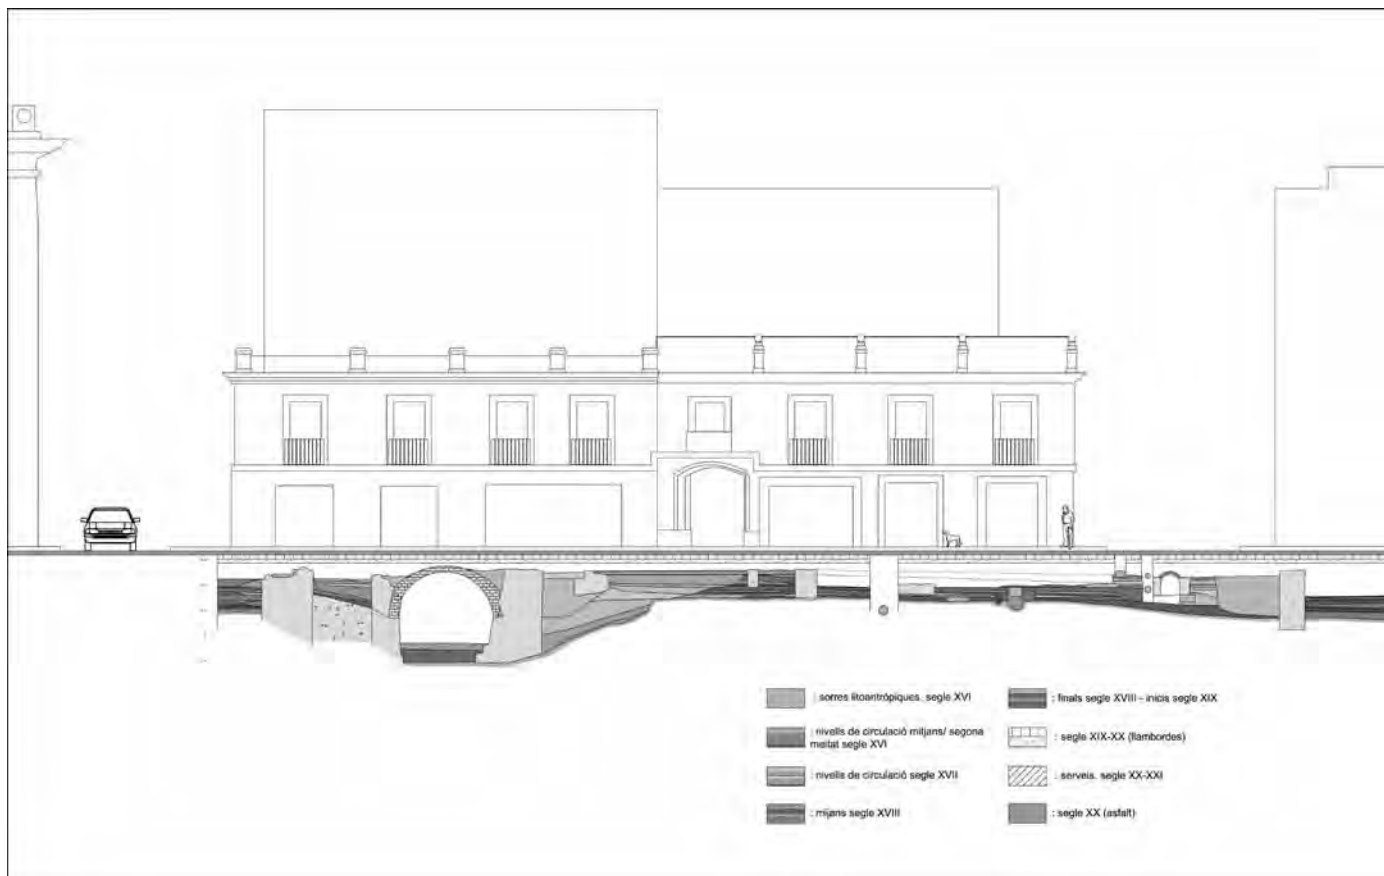 : sorres litoantròpiques. segle XVI
: nivells de circulació mitjans/ segona
meitat segle XVI
: nivells de circulació segle XVII
: mijans segle XVIII
: finals segle XVIII - inicis segle XIX
: segle XIX-XX (llambordes)
: serveis. segle XX-XXI
: segle XX (asfalt)